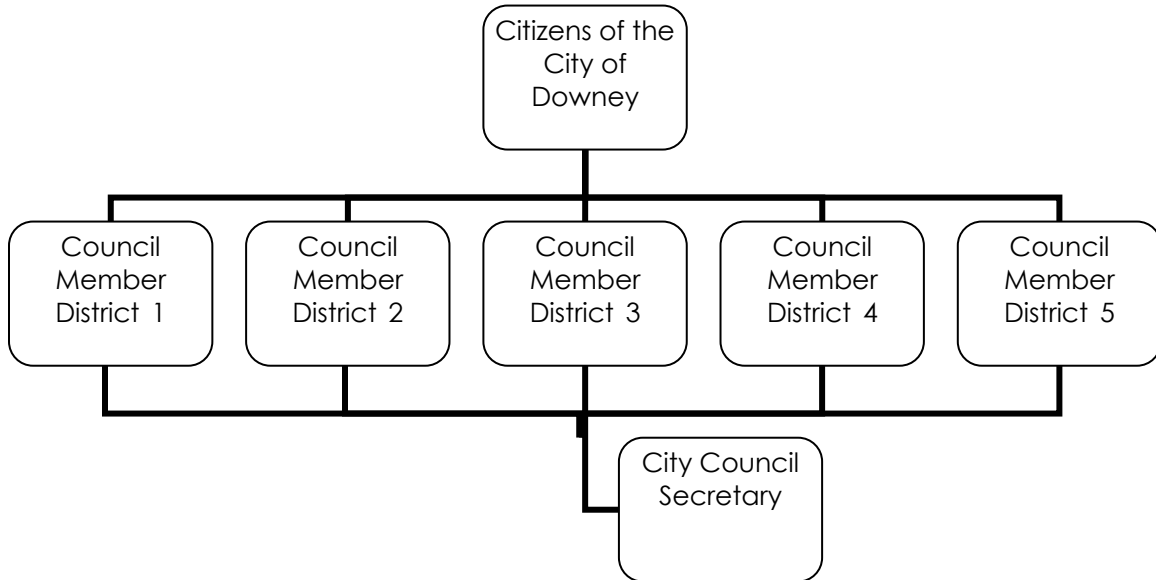 Citizens of the
City of
Downey
Council
Member
District 1
Council
Member
District 2
Council
Member
District 3
Council
Member
District 4
Council
Member
District 5
City Council
Secretary